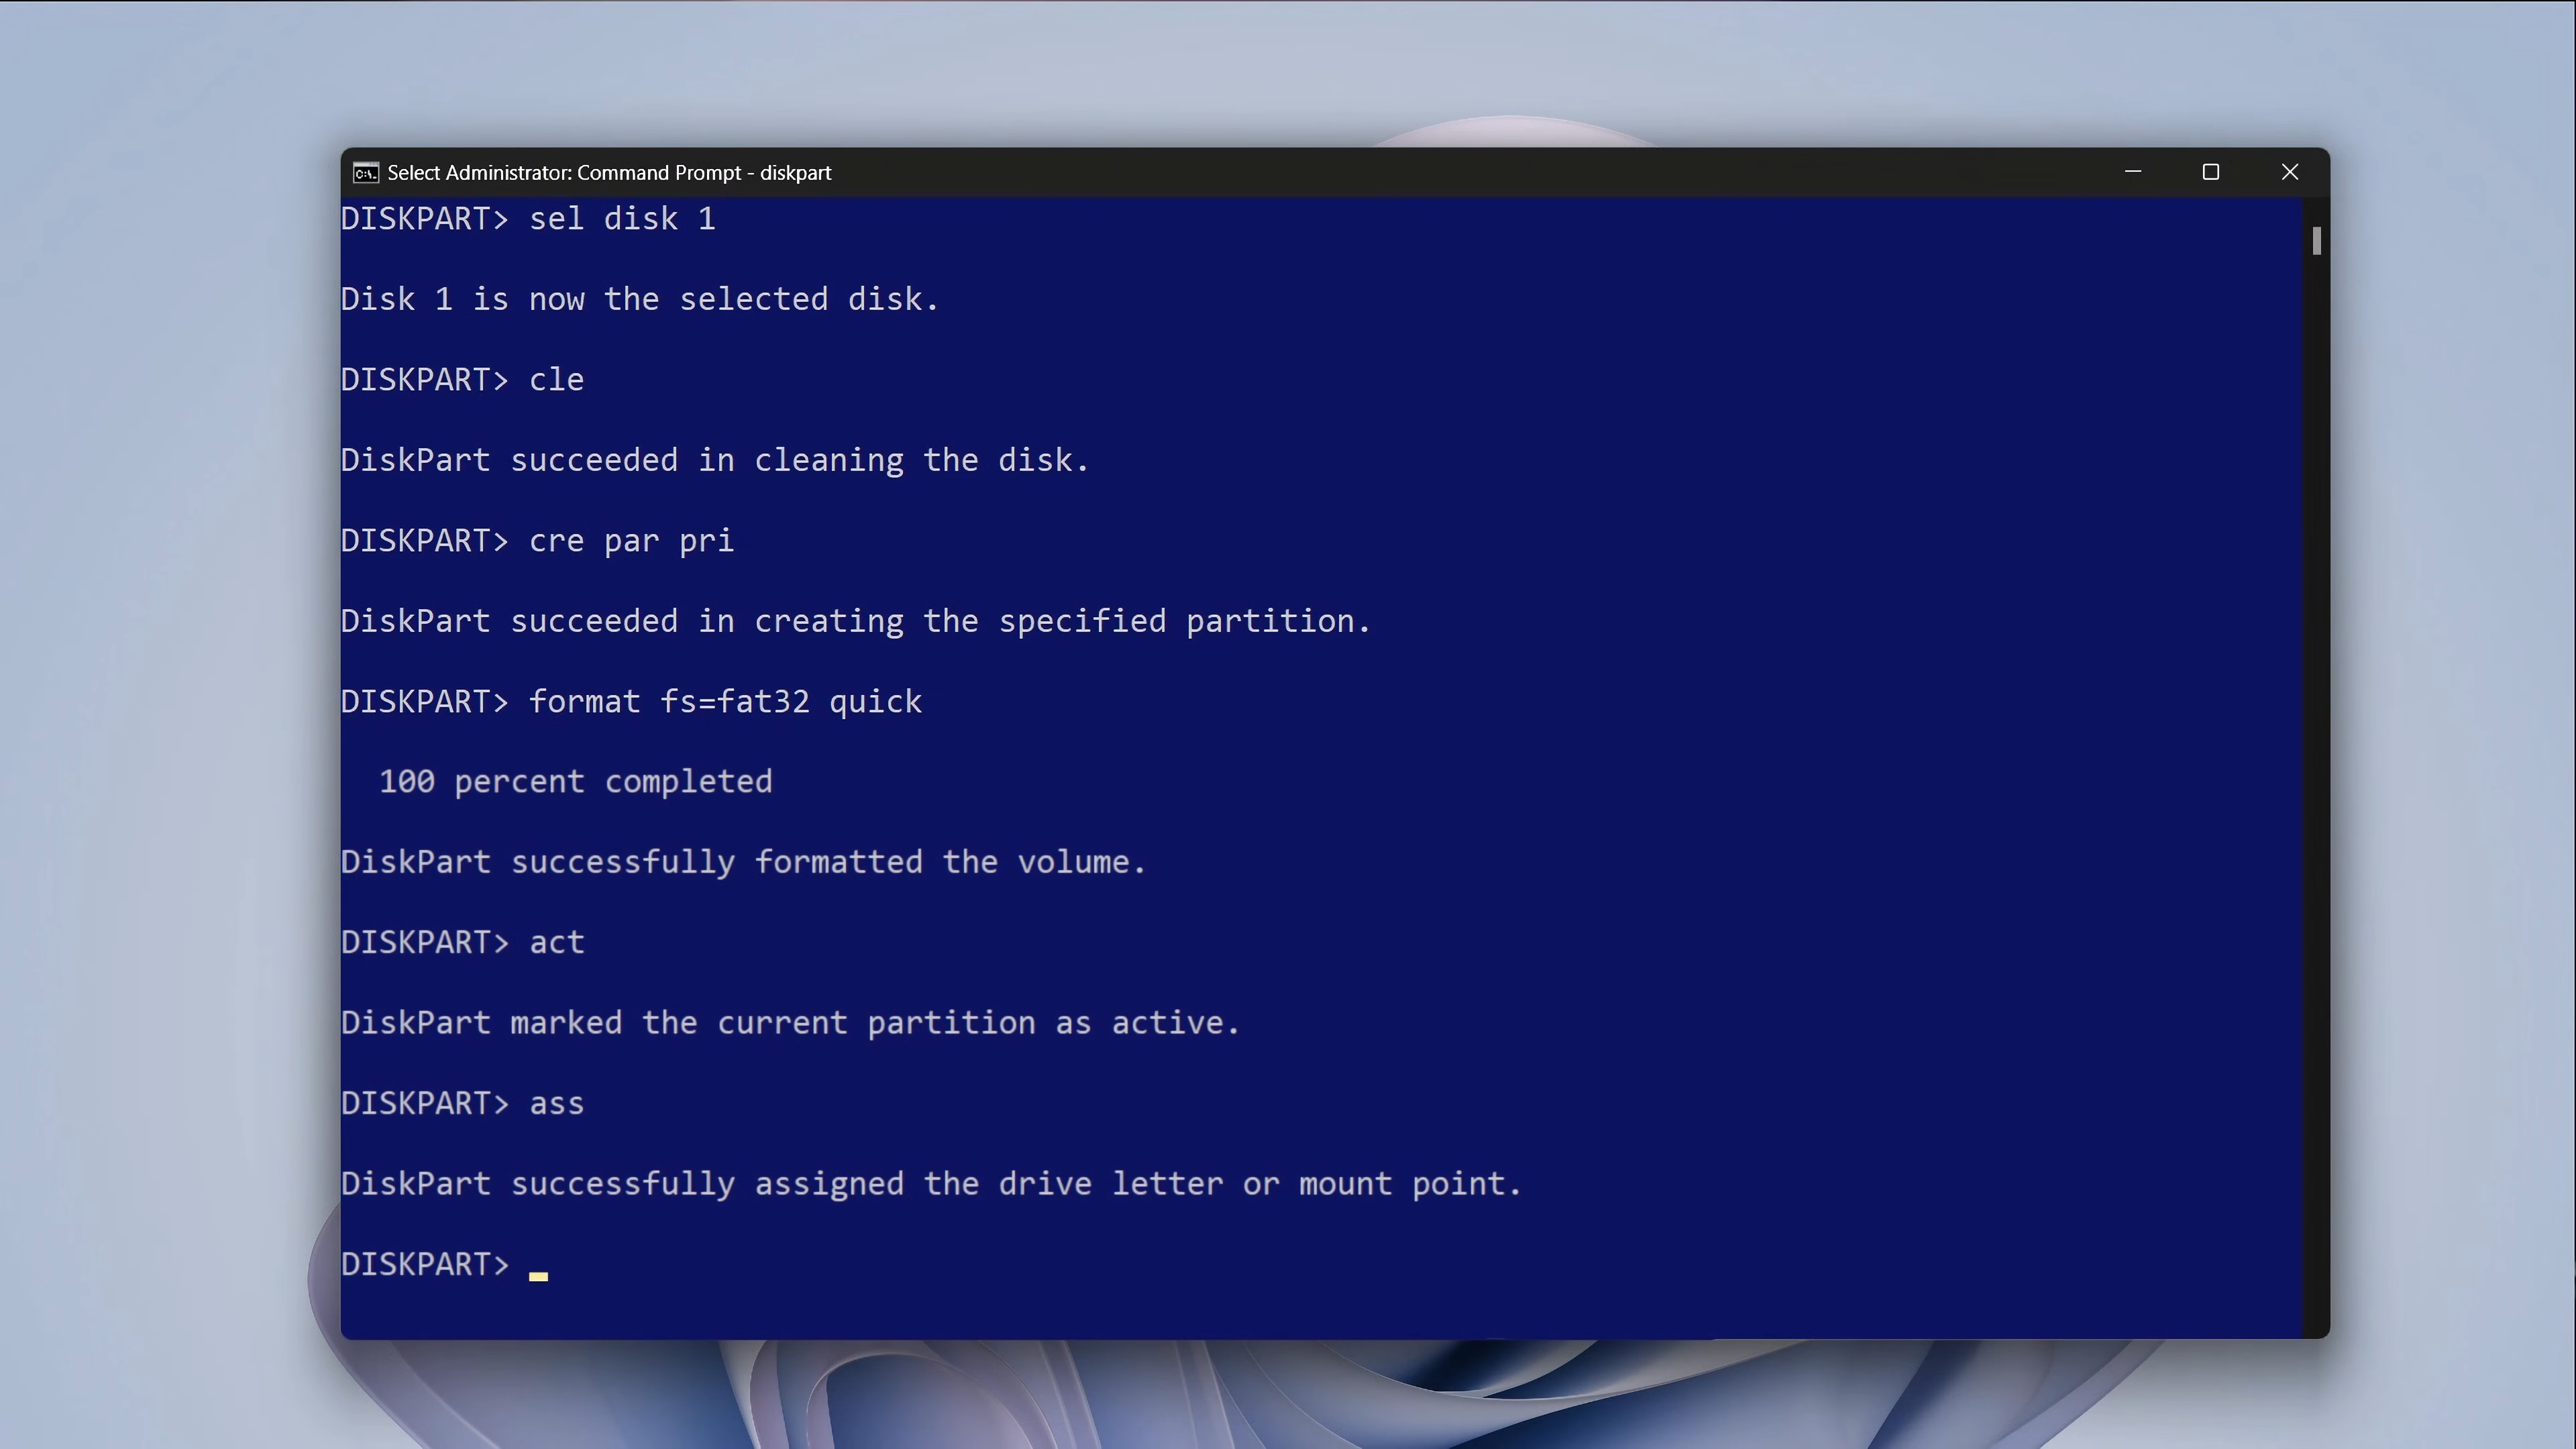 Select Administrator: Command Prompt - diskpart
DISKPART> sel disk 1
Disk 1 is now the selected disk.
DISKPART> cle
DiskPart succeeded in cleaning the disk.
DISKPART> cre par pri
DiskPart succeeded in creating the specified partition.
DISKPART> format fs=fat32 quick
100 percent completed
DiskPart successfully formatted the volume.
DISKPART> act
DiskPart marked the current partition as active.
DISKPART> ass
DiskPart successfully assigned the drive letter or mount point.
DISKPART>